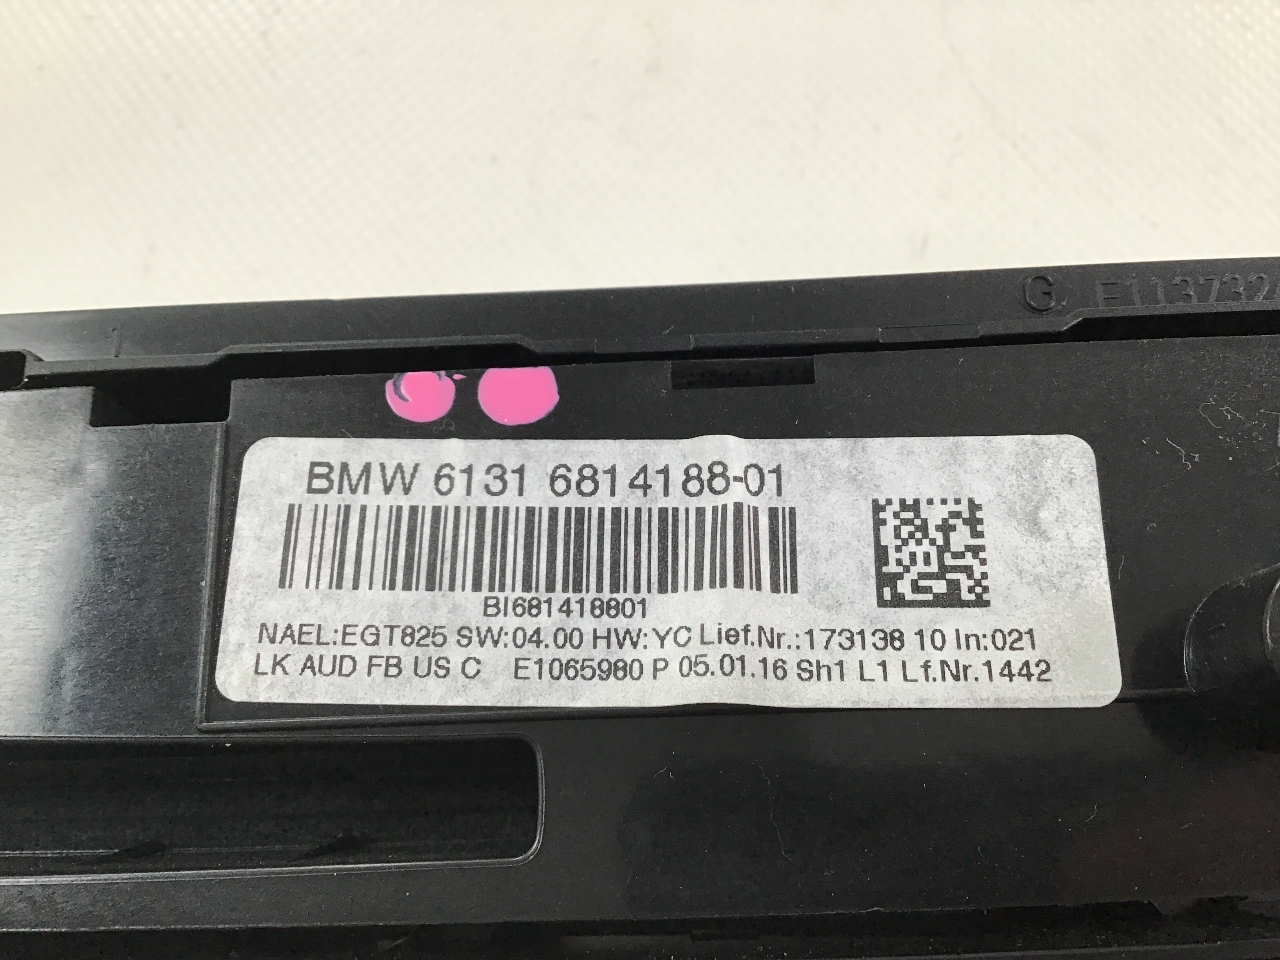 G E113732
BMW 6131 6814188-01
BI681418801
NAEL:EGT825 SW:04.00 HW:YC Lief.Nr.:173138 10 In:021
LK AUD FB US C E1065980 P 05.01.16 Sh1 L1 Lf.Nr.1442